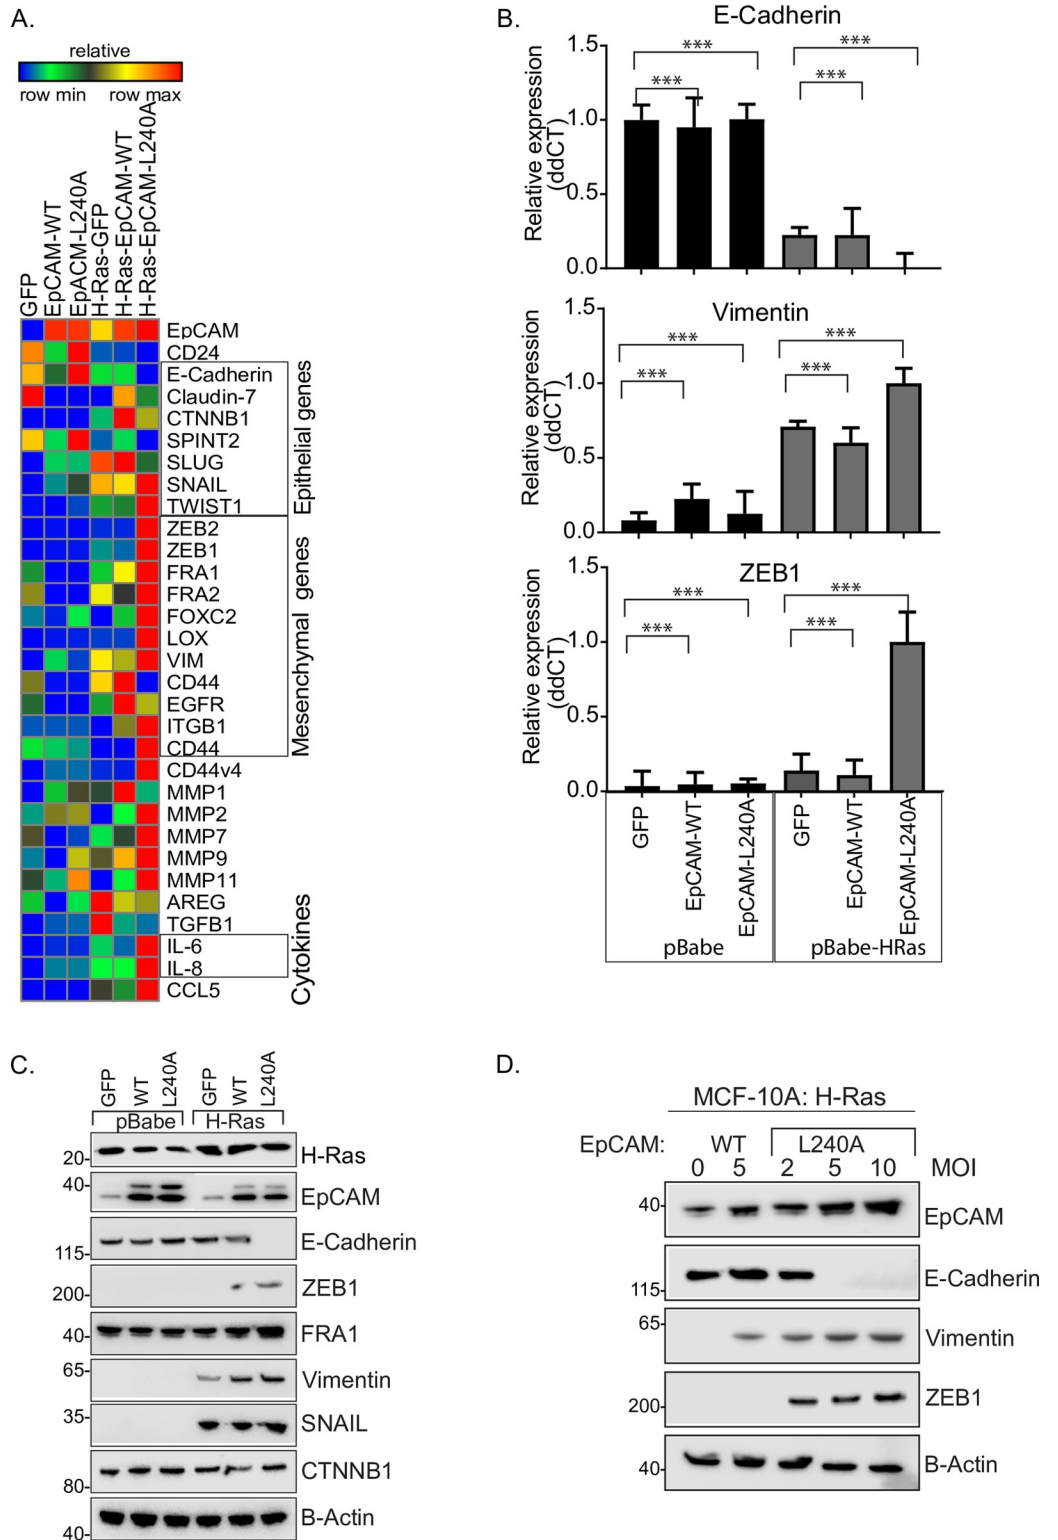 A.
relative
row min row max
GFP
EpCAM-WT
EpACM-L240A
H-Ras-GFP
H-Ras-EpCAM-WT
H-Ras-EpCAM-L240A
EpCAM
CD24
E-Cadherin
Claudin-7
CTNNB1
SPINT2
SLUG
SNAIL
TWIST1
ZEB2
ZEB1
FRA1
FRA2
FOXC2
LOX
VIM
CD44
EGFR
ITGB1
CD44
CD44v4
MMP1
MMP2
MMP7
MMP9
MMP11
AREG
TGFB1
IL-6
IL-8
CCL5
Epithelial genes
Mesenchymal genes
Cytokines
B.
E-Cadherin
Relative expression
(ddCT)
1.5
1.0
0.5
0.0
*** ***
*** ***
Vimentin
Relative expression
(ddCT)
1.5
1.0
0.5
0.0
*** ***
*** ***
ZEB1
Relative expression
(ddCT)
1.5
1.0
0.5
0.0
*** ***
*** ***
GFP
EpCAM-WT
EpCAM-L240A
GFP
EpCAM-WT
EpCAM-L240A
pBabe pBabe-HRas
C.
GFP
WT
L240A
GFP
WT
L240A
pBabe H-Ras
20- H-Ras
40- EpCAM
115- E-Cadherin
200- ZEB1
40- FRA1
65- Vimentin
35- SNAIL
80- CTNNB1
40- B-Actin
D.
MCF-10A: H-Ras
EpCAM: WT L240A
0 5 2 5 10 MOI
40- EpCAM
115- E-Cadherin
65- Vimentin
200- ZEB1
40- B-Actin